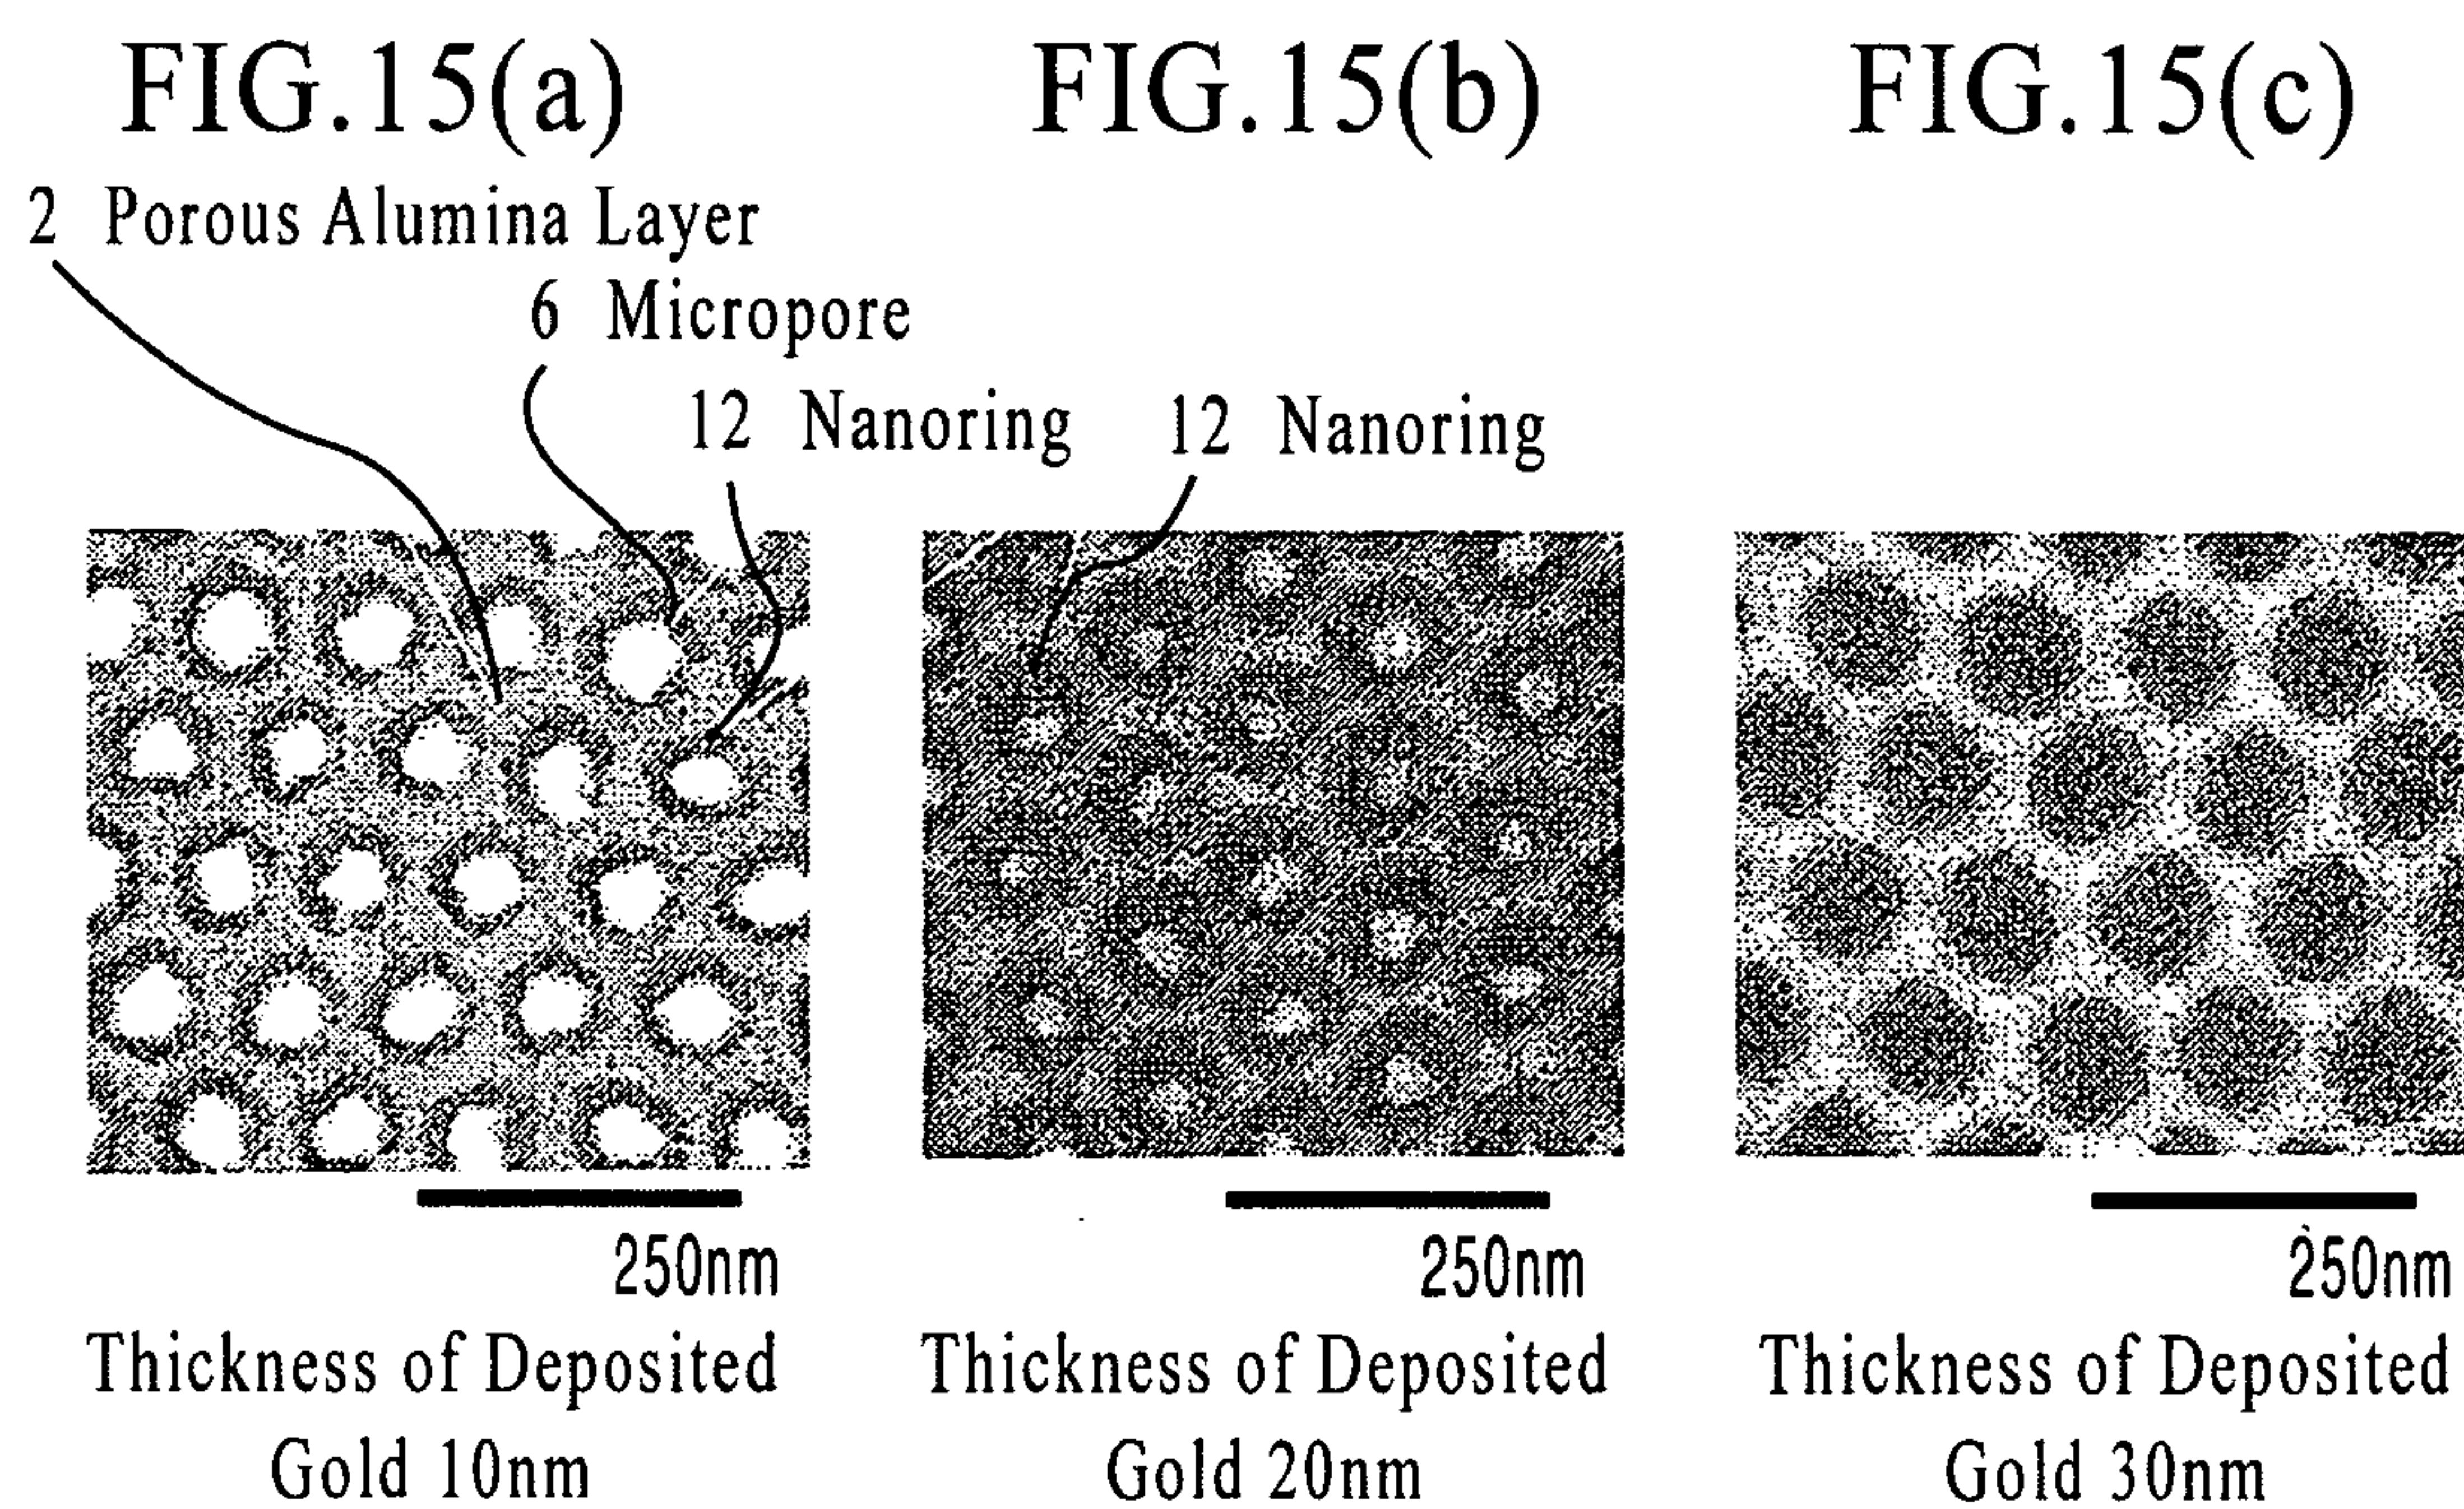 FIG.15(a)
FIG.15(b)
FIG.15(c)
2 Porous Alumina Layer
6 Micropore
12 Nanoring
12 Nanoring
250nm
250nm
250nm
Thickness of Deposited
Gold 10nm
Thickness of Deposited
Gold 20nm
Thickness of Deposited
Gold 30nm